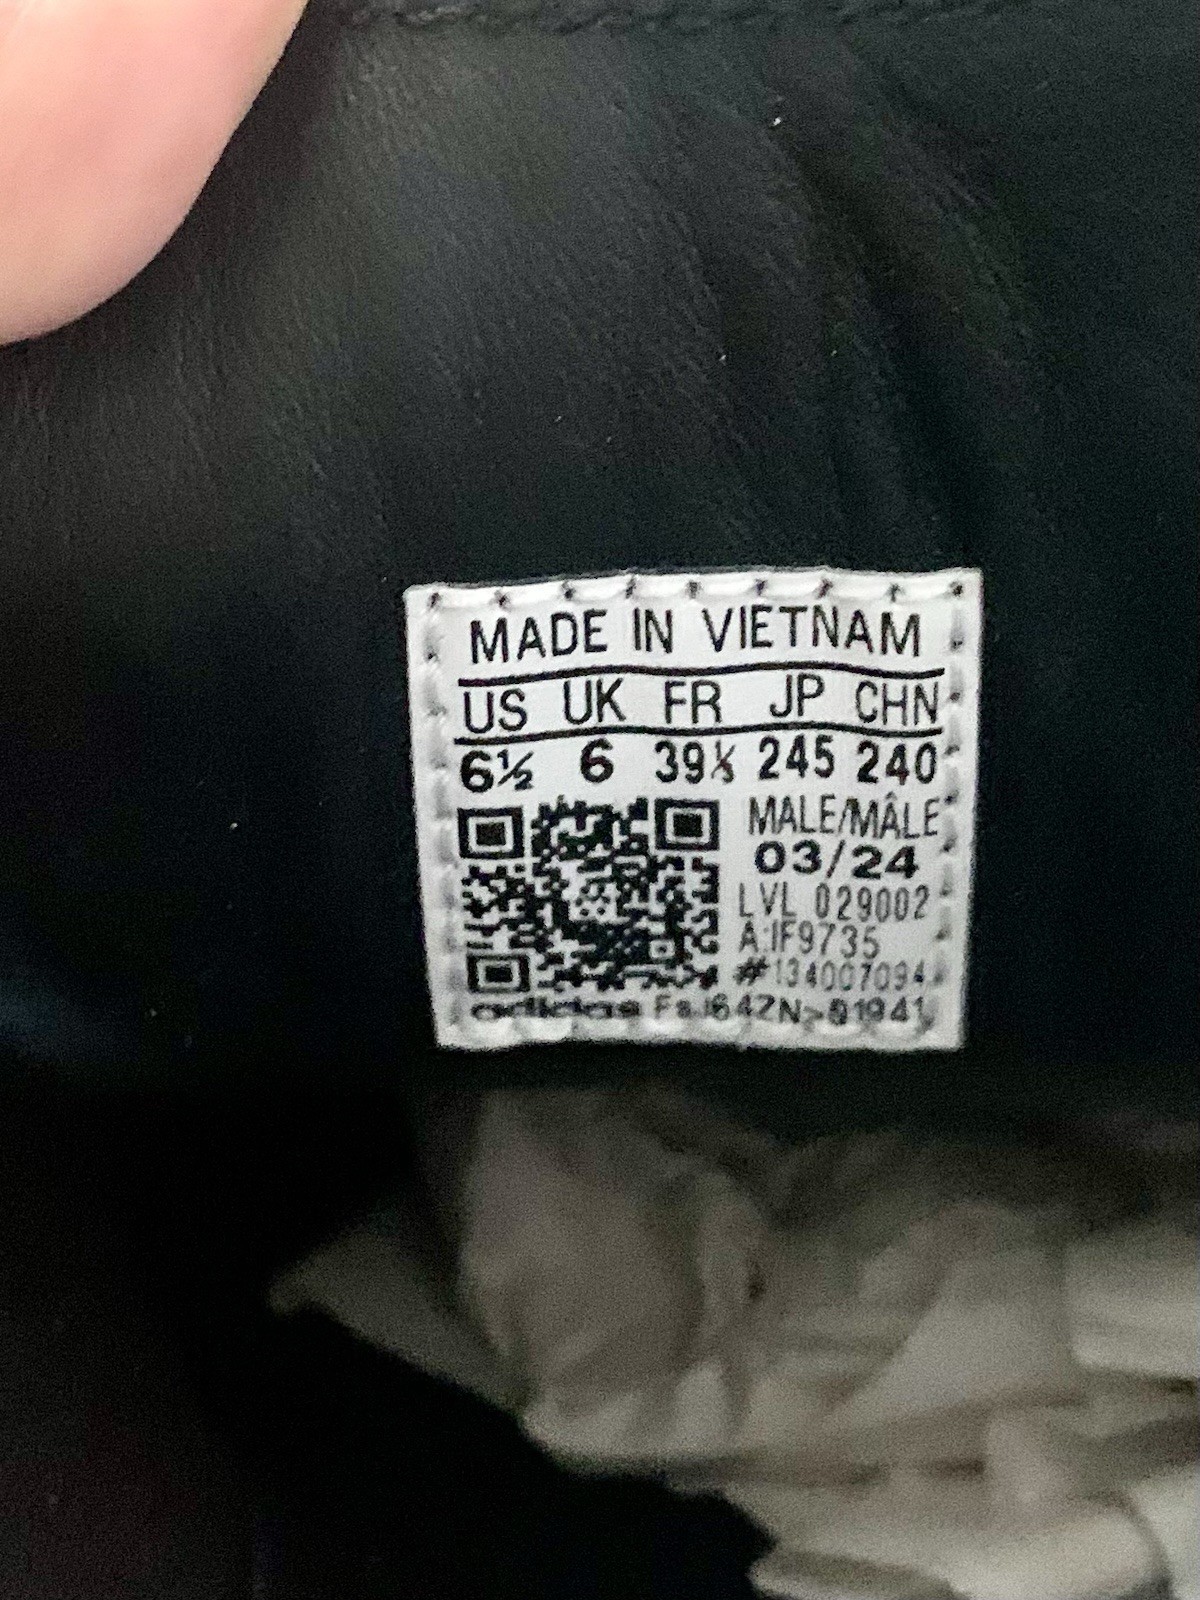 MADE IN VIETNAM
US UK FR JP CHN
6½ 6 39⅓ 245 240
MALE/MÂLE
03/24
LVL 029002
A:IF9735
#134007094
adidas